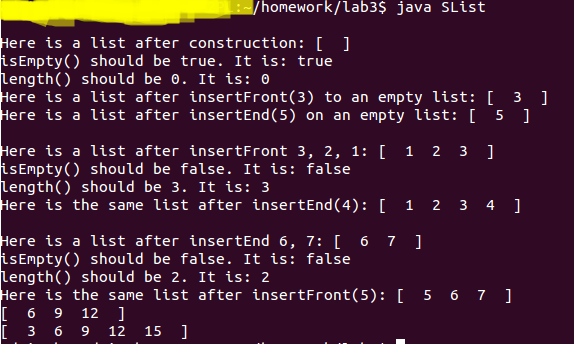 :~/homework/lab3$ java SList
Here is a list after construction: [  ]
isEmpty() should be true. It is: true
length() should be 0. It is: 0
Here is a list after insertFront(3) to an empty list: [  3  ]
Here is a list after insertEnd(5) on an empty list: [  5  ]
Here is a list after insertFront 3, 2, 1: [  1  2  3  ]
isEmpty() should be false. It is: false
length() should be 3. It is: 3
Here is the same list after insertEnd(4): [  1  2  3  4  ]
Here is a list after insertEnd 6, 7: [  6  7  ]
isEmpty() should be false. It is: false
length() should be 2. It is: 2
Here is the same list after insertFront(5): [  5  6  7  ]
[  6  9  12  ]
[  3  6  9  12  15  ]